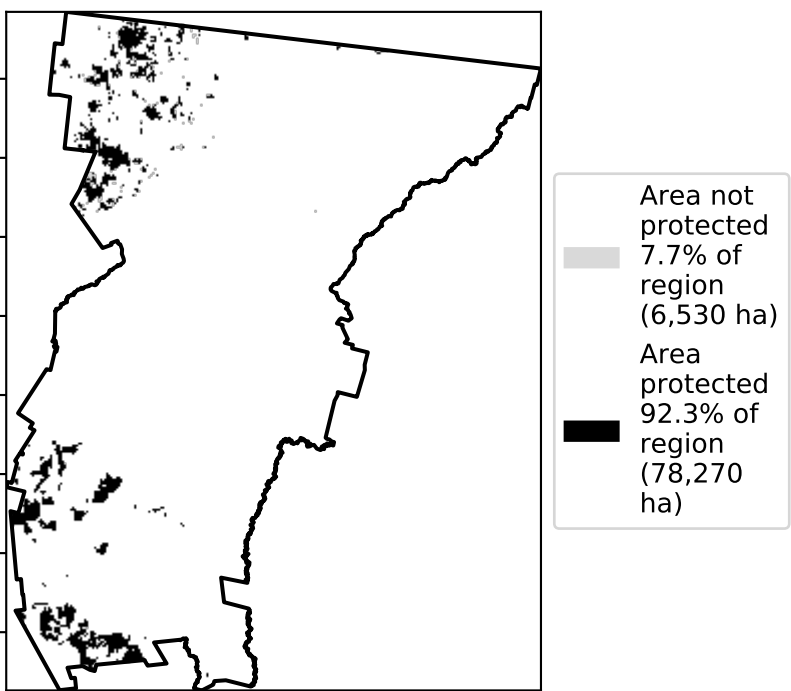 Area not
protected
7.7% of
region
(6,530 ha)
Area
protected
92.3% of
region
(78,270
ha)